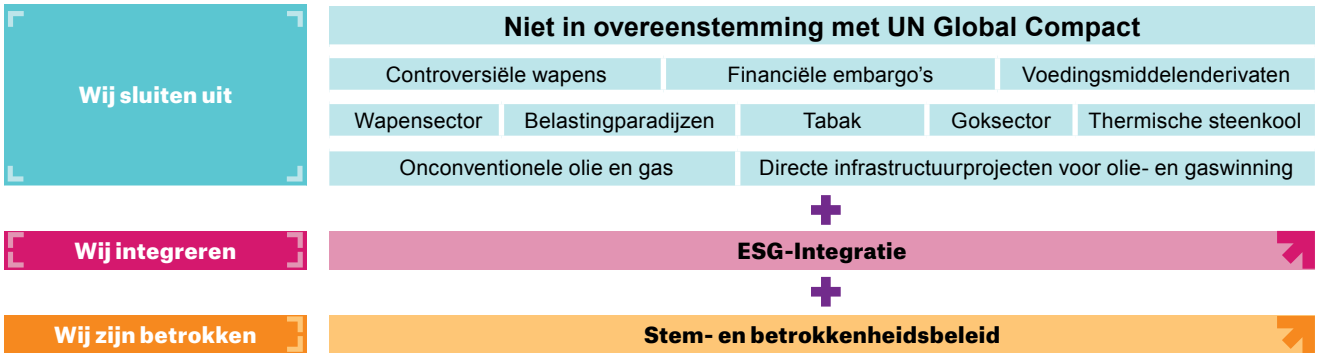 Niet in overeenstemming met UN Global Compact
Wij sluiten uit
Controversiële wapens Financiële embargo's Voedingsmiddelenderivaten
Wapensector Belastingparadijzen Tabak Goksector Thermische steenkool
Onconventionele olie en gas Directe infrastructuurprojecten voor olie- en gaswinning
Wij integreren ESG-Integratie
Wij zijn betrokken Stem- en betrokkenheidsbeleid